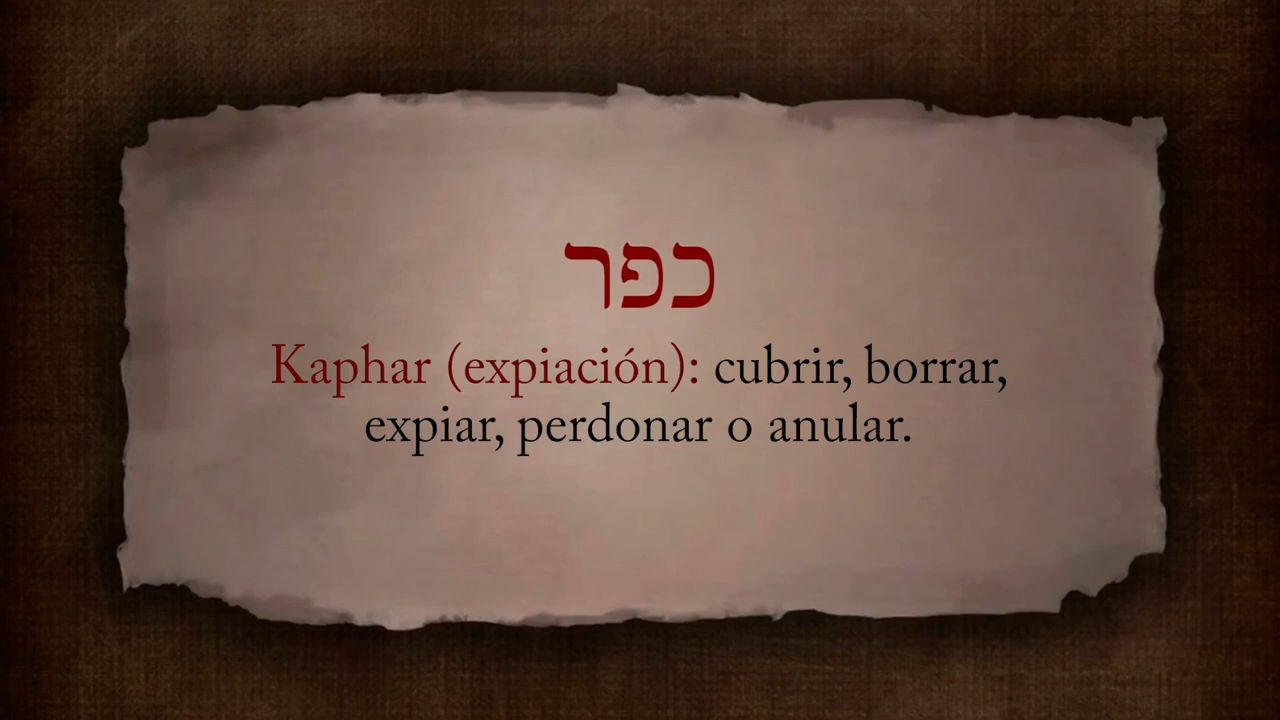 כפר
Kaphar (expiación): cubrir, borrar,
expiar, perdonar o anular.